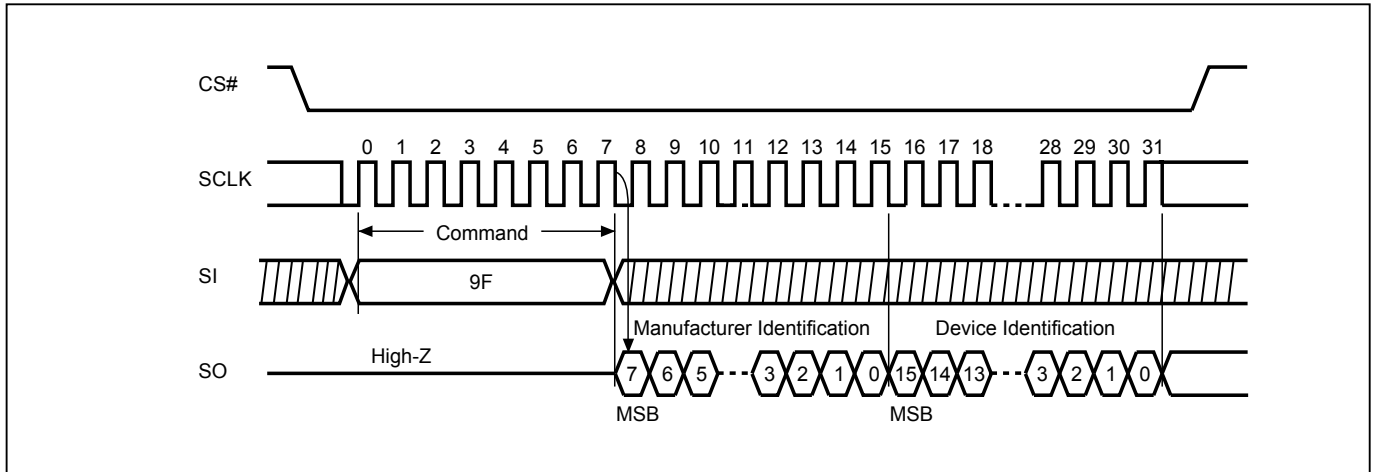 CS#
0 1 2 3 4 5 6 7 8 9 10 11 12 13 14 15 16 17 18 28 29 30 31
SCLK
Command
SI
9F
Manufacturer Identification Device Identification
High-Z
SO
7 6 5 3 2 1 0 15 14 13 3 2 1 0
MSB MSB